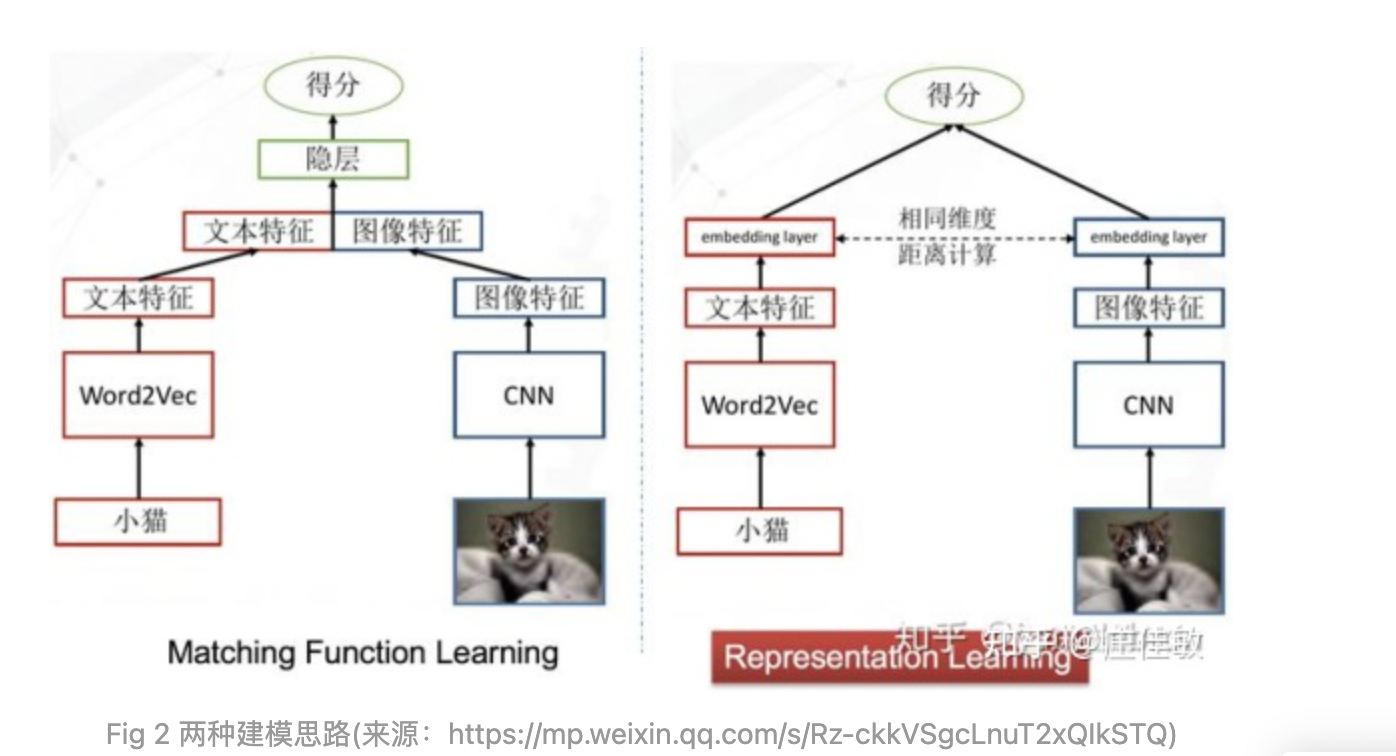 得分
隐层
文本特征 图像特征
文本特征
图像特征
Word2Vec
CNN
小猫
Matching Function Learning
得分
embedding layer
相同维度
距离计算
embedding layer
文本特征
图像特征
Word2Vec
CNN
小猫
Representation Learning
知乎
知乎
Fig 2 两种建模思路(来源：https://mp.weixin.qq.com/s/Rz-ckkVSgcLnuT2xQIkSTQ)